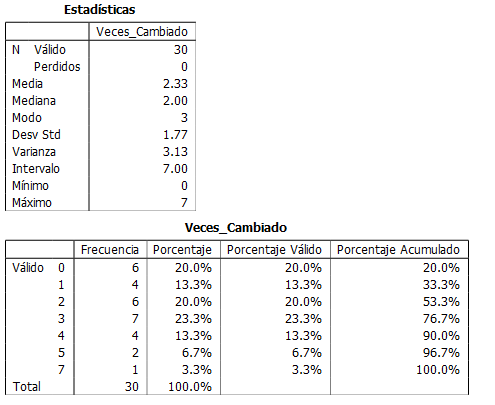 Estadísticas
Veces_Cambiado
N Válido 30
Perdidos 0
Media 2.33
Mediana 2.00
Modo 3
Desv Std 1.77
Varianza 3.13
Intervalo 7.00
Mínimo 0
Máximo 7
Veces_Cambiado
Frecuencia Porcentaje Porcentaje Válido Porcentaje Acumulado
Válido 0 6 20.0% 20.0% 20.0%
1 4 13.3% 13.3% 33.3%
2 6 20.0% 20.0% 53.3%
3 7 23.3% 23.3% 76.7%
4 4 13.3% 13.3% 90.0%
5 2 6.7% 6.7% 96.7%
7 1 3.3% 3.3% 100.0%
Total 30 100.0%